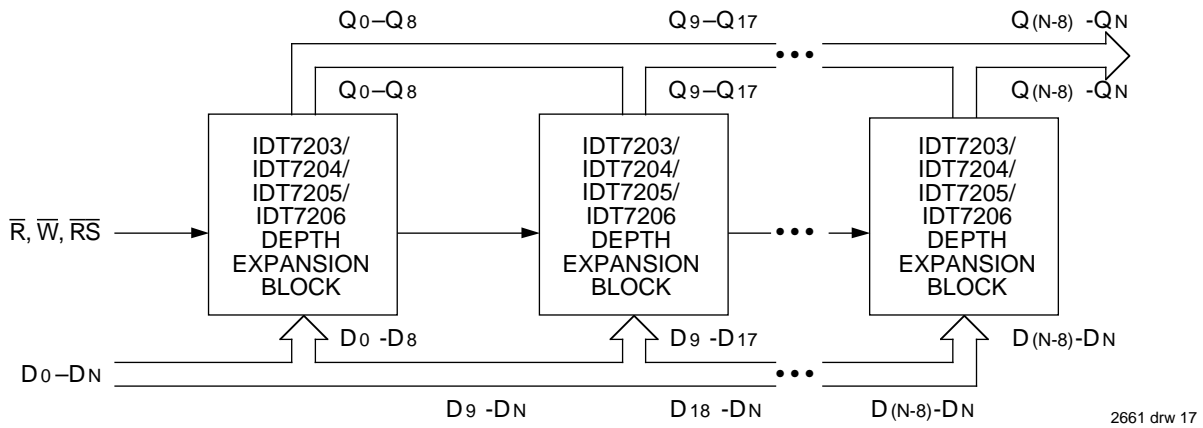 Q0–Q8 Q9–Q17 Q(N-8) -QN
Q0–Q8 Q9–Q17 Q(N-8) -QN
IDT7203/
IDT7204/
IDT7205/
IDT7206
DEPTH
EXPANSION
BLOCK
IDT7203/
IDT7204/
IDT7205/
IDT7206
DEPTH
EXPANSION
BLOCK
IDT7203/
IDT7204/
IDT7205/
IDT7206
DEPTH
EXPANSION
BLOCK
R̅, W̅, R̅S̅
D0 -D8 D9 -D17 D(N-8)-DN
D0–DN
D9 -DN D18 -DN D(N-8)-DN
2661 drw 17